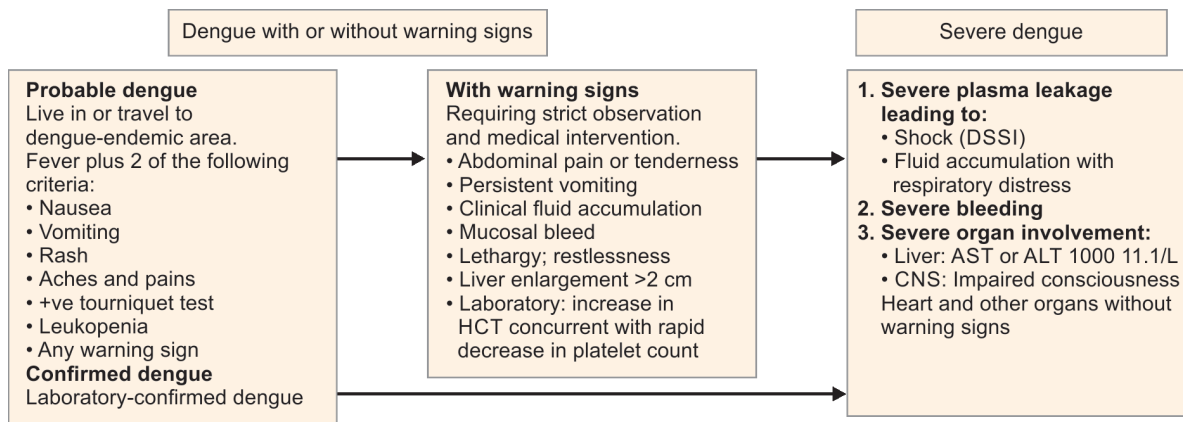 Dengue with or without warning signs
Severe dengue
Probable dengue
Live in or travel to
dengue-endemic area.
Fever plus 2 of the following
criteria:
• Nausea
• Vomiting
• Rash
• Aches and pains
• +ve tourniquet test
• Leukopenia
• Any warning sign
Confirmed dengue
Laboratory-confirmed dengue
With warning signs
Requiring strict observation
and medical intervention.
• Abdominal pain or tenderness
• Persistent vomiting
• Clinical fluid accumulation
• Mucosal bleed
• Lethargy; restlessness
• Liver enlargement >2 cm
• Laboratory: increase in
HCT concurrent with rapid
decrease in platelet count
1. Severe plasma leakage
leading to:
• Shock (DSSI)
• Fluid accumulation with
respiratory distress
2. Severe bleeding
3. Severe organ involvement:
• Liver: AST or ALT 1000 11.1/L
• CNS: Impaired consciousness
Heart and other organs without
warning signs